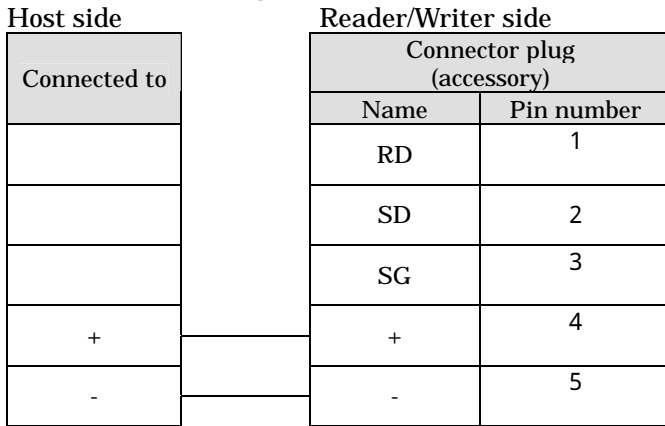 Host side Reader/Writer side
Connected to
Connector plug
(accessory)
Name Pin number
RD 1
SD 2
SG 3
+ + 4
- - 5